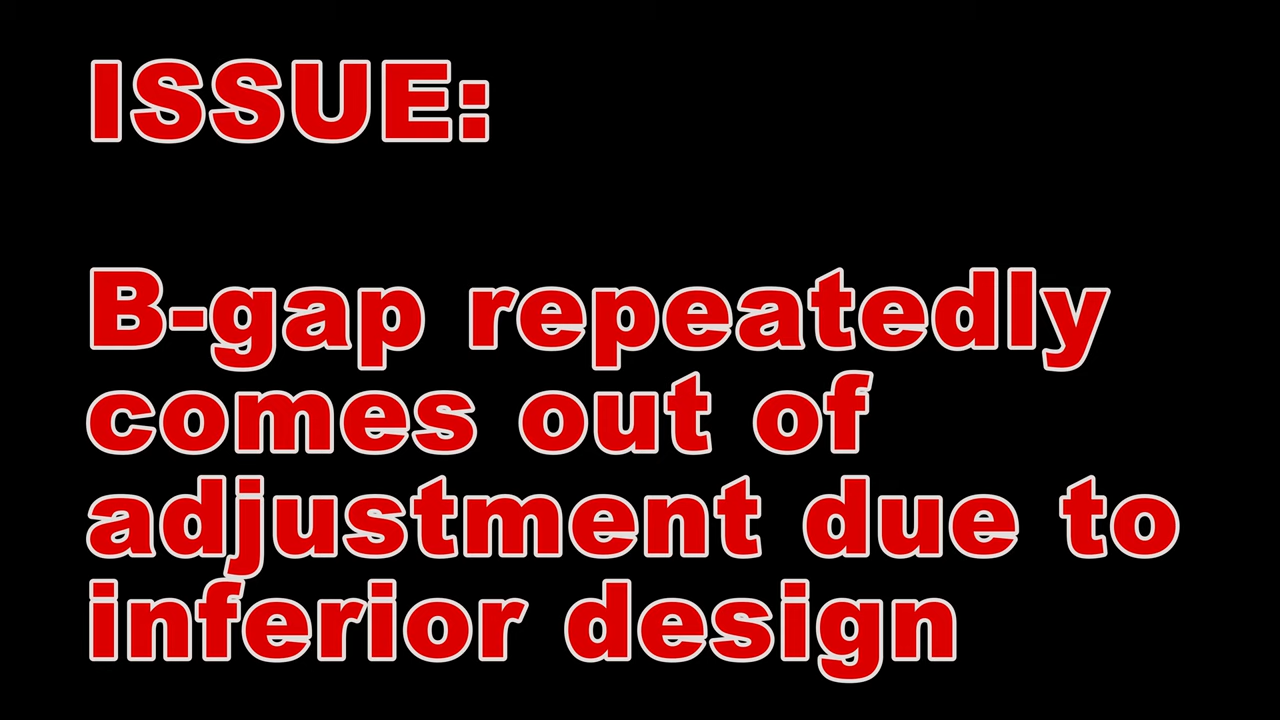 ISSUE:
B-gap repeatedly
comes out of
adjustment due to
inferior design